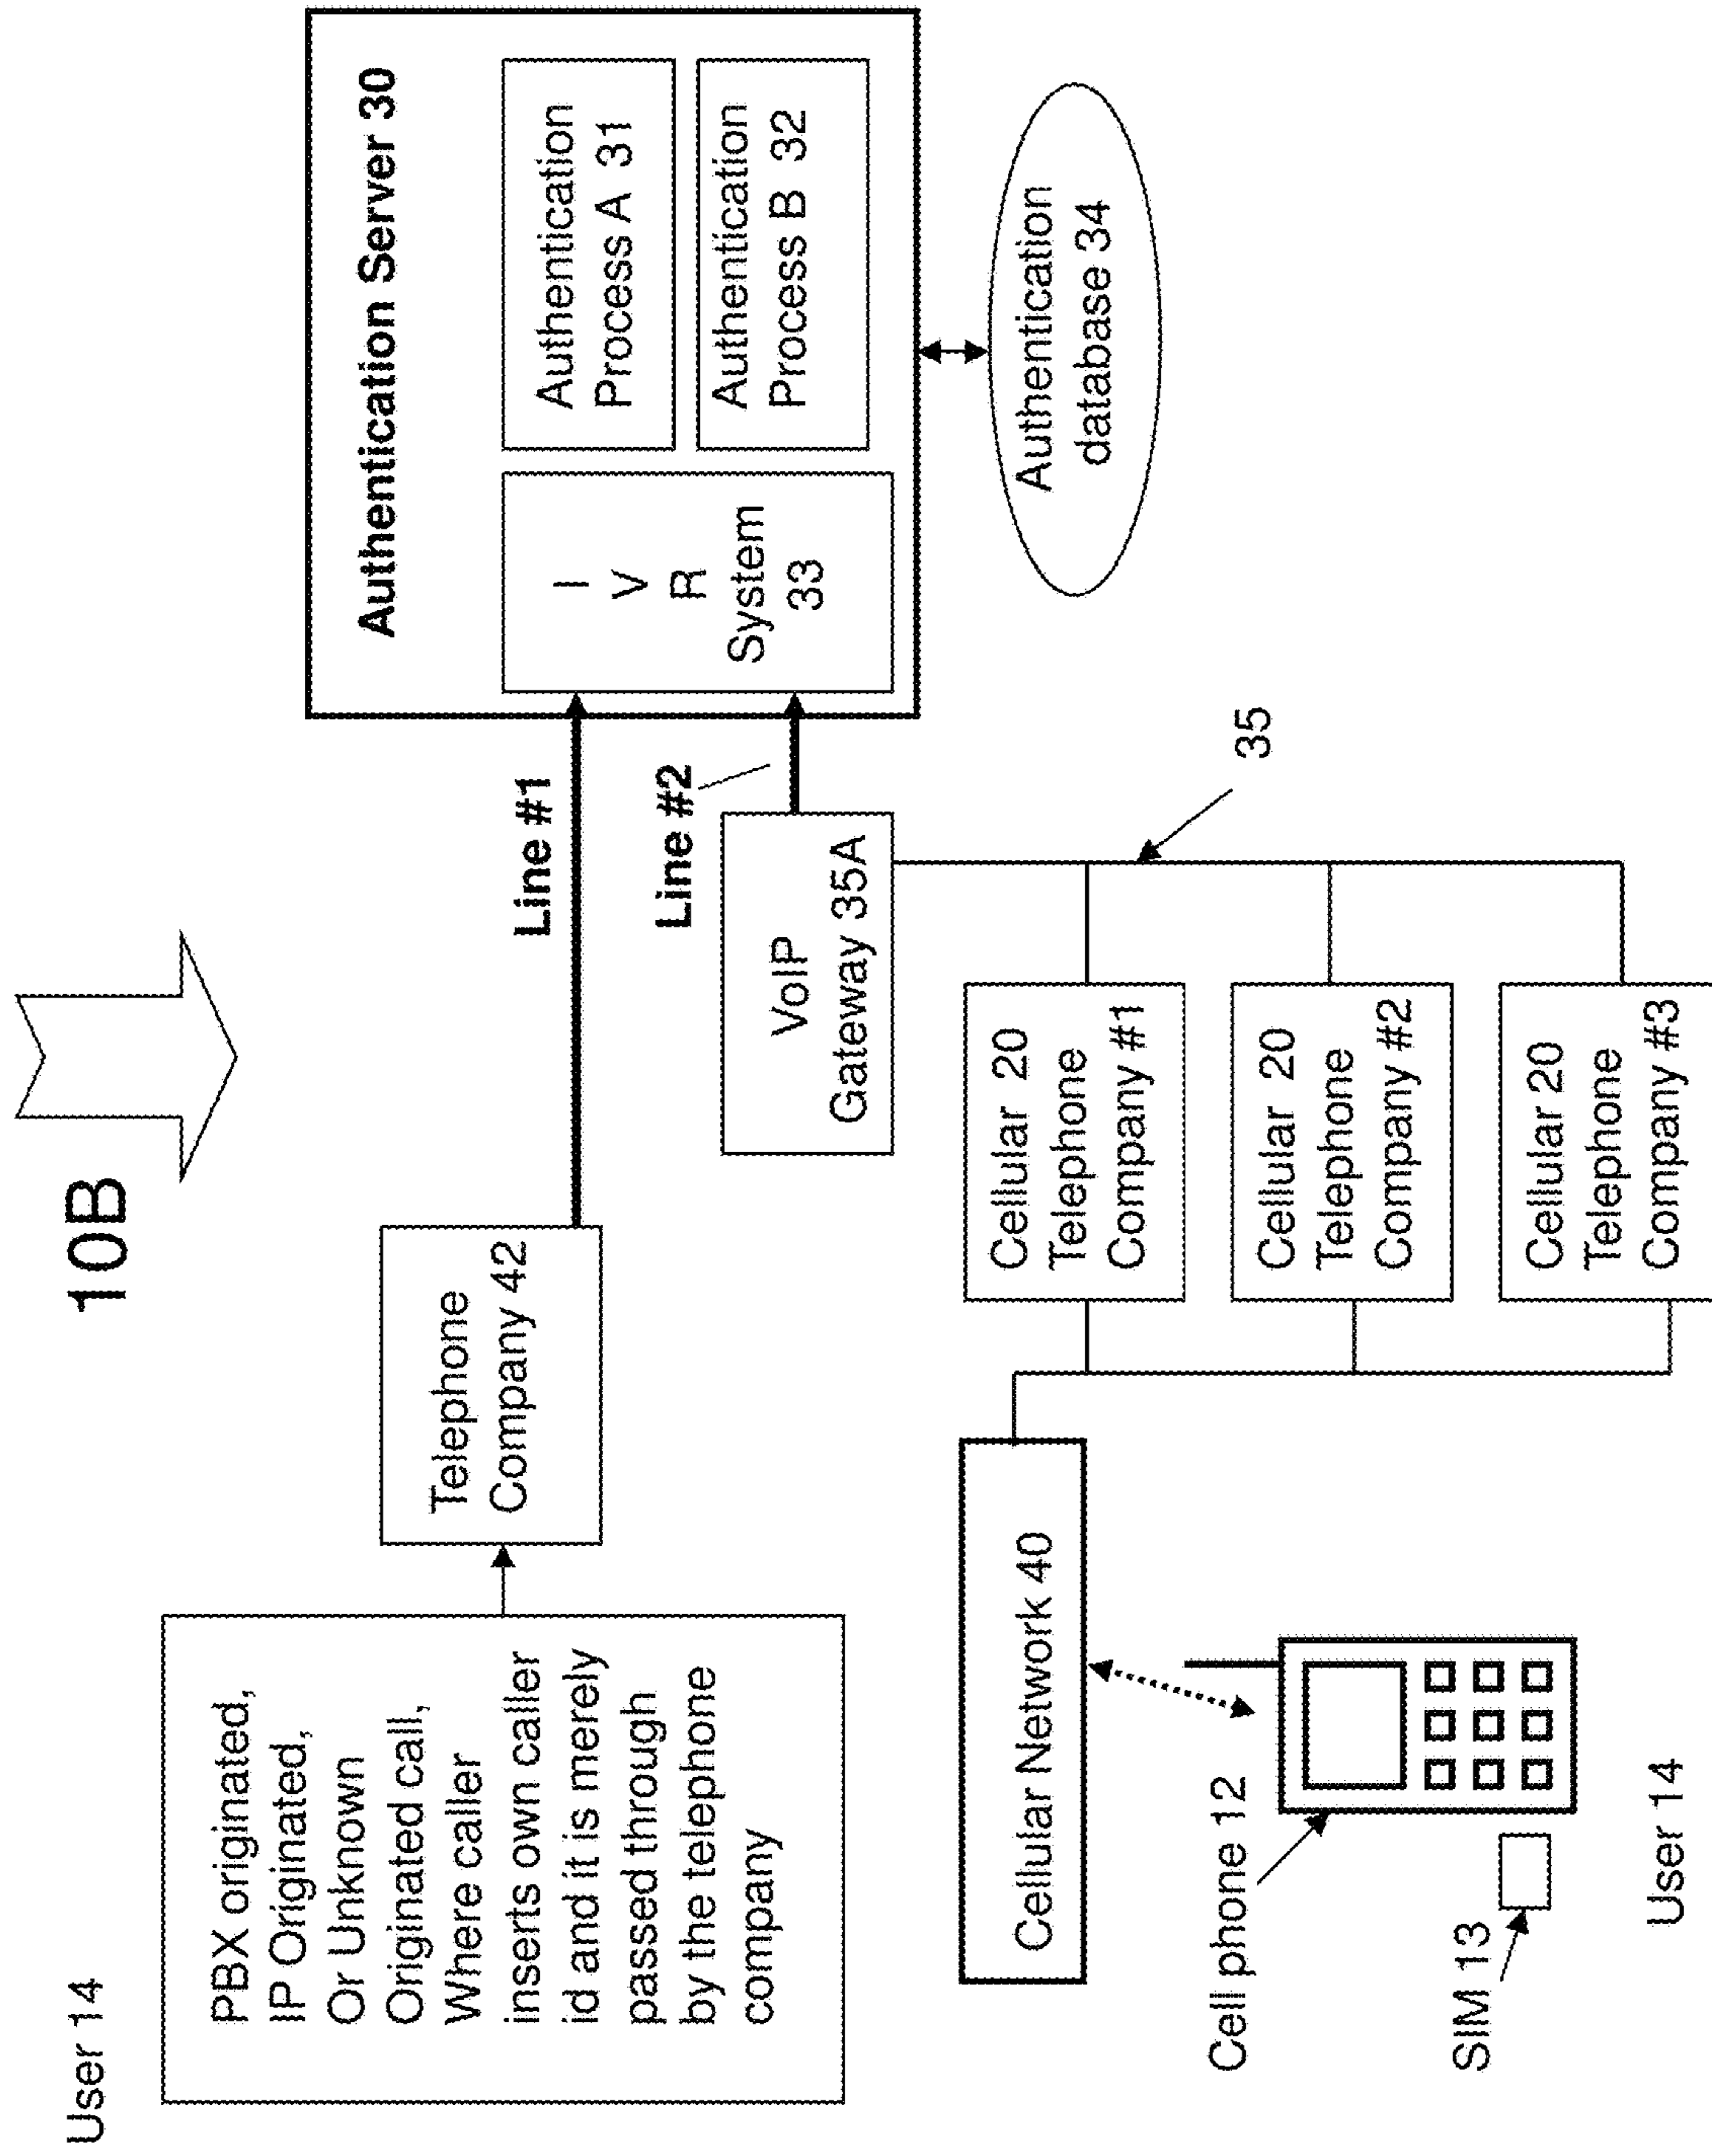 10B
User 14
PBX originated,
IP Originated,
Or Unknown
Originated call,
Where caller
inserts own caller
id and it is merely
passed through
by the telephone
company
Telephone
Company 42
Line #1
Line #2
Authentication Server 30
I
V
R
System
33
Authentication
Process A 31
Authentication
Process B 32
Authentication
database 34
VoIP
Gateway 35A
35
Cellular 20
Telephone
Company #1
Cellular 20
Telephone
Company #2
Cellular 20
Telephone
Company #3
Cellular Network 40
Cell phone 12
SIM 13
User 14